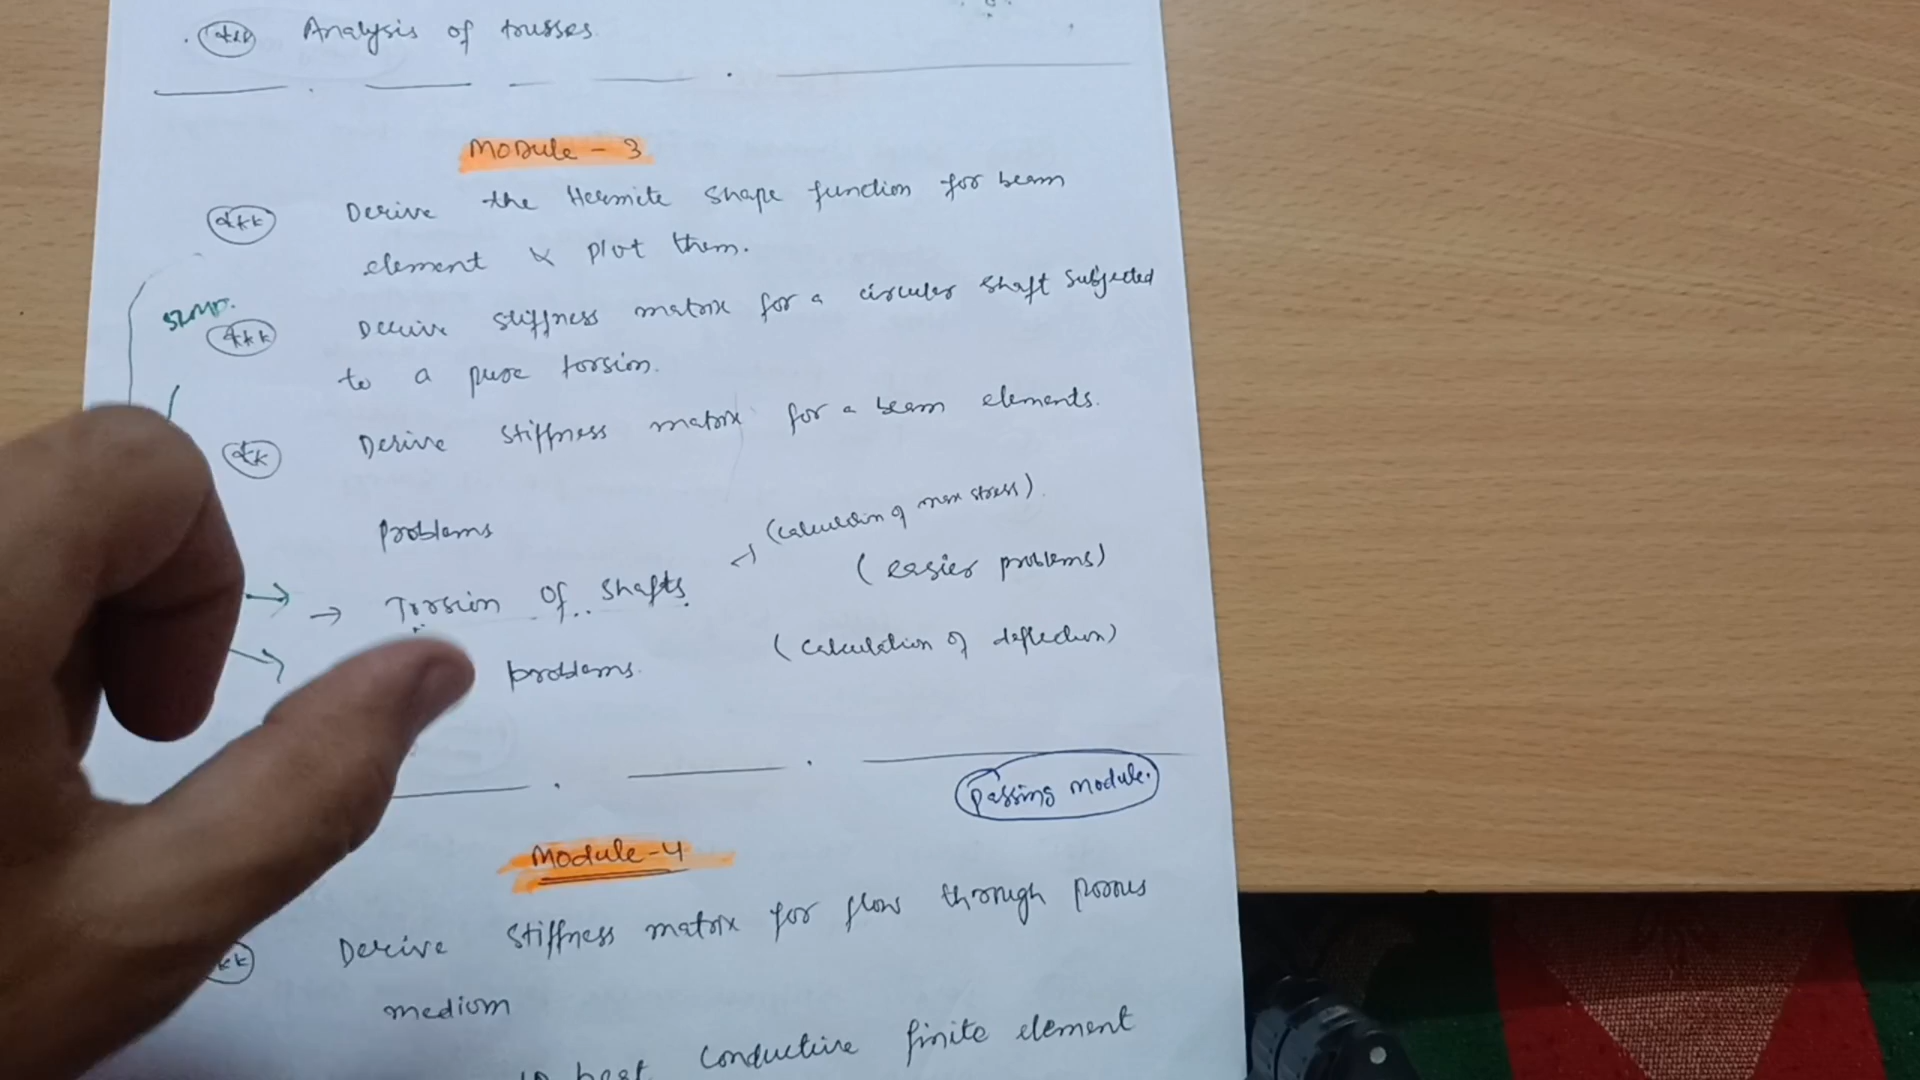 Analysis of trusses.
Module - 3
Derive the Hermite shape function for beam
element & plot them.
Derive stiffness matrix for a circular shaft subjected
to a pure torsion.
Derive stiffness matrix for a beam elements.
problems
(calculation of max stress).
(easier problems)
→ Torsion of shafts
(calculation of deflection)
problems.
passing module.
Module-4
Derive stiffness matrix for flow through porous
medium
heat conductive finite element